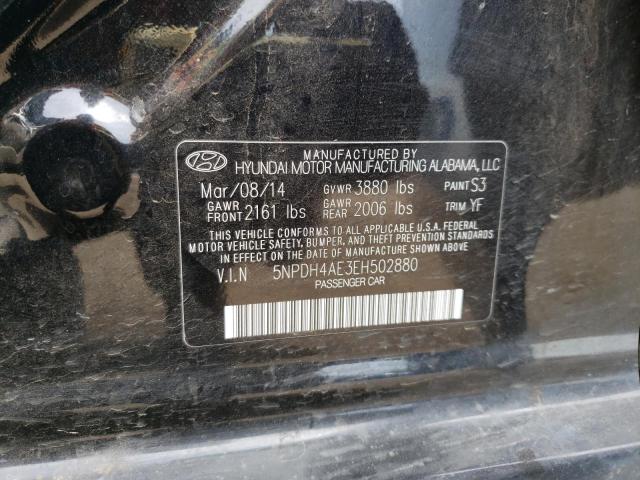 MANUFACTURED BY
HYUNDAI MOTOR MANUFACTURING ALABAMA, LLC
Mar/08/14 GVWR 3880 lbs PAINT S3
GAWR FRONT 2161 lbs GAWR REAR 2006 lbs TRIM YF
THIS VEHICLE CONFORMS TO ALL APPLICABLE U.S.A. FEDERAL
MOTOR VEHICLE SAFETY, BUMPER, AND THEFT PREVENTION STANDARDS
IN EFFECT ON THE DATE OF MANUFACTURE SHOWN ABOVE.
V.I.N 5NPDH4AE3EH502880
PASSENGER CAR